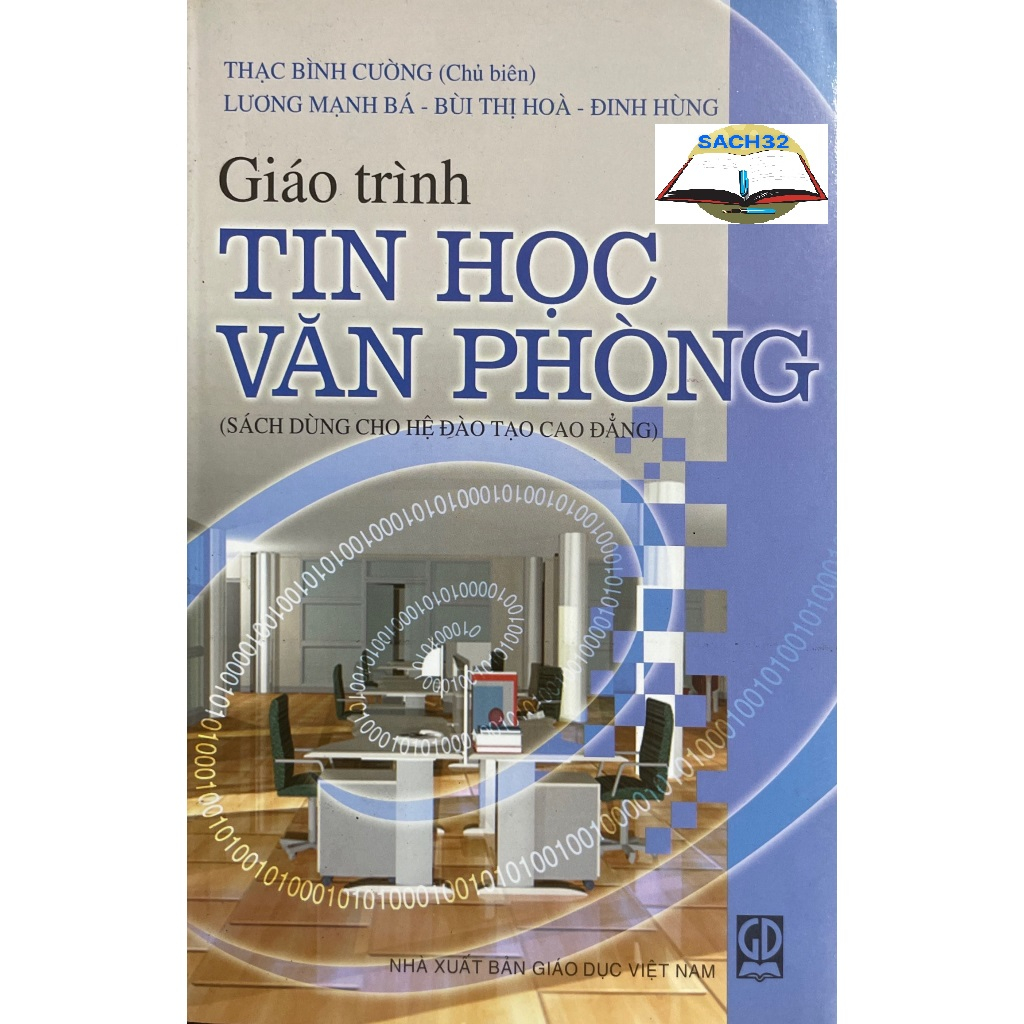 THẠC BÌNH CƯỜNG (Chủ biên)
LƯƠNG MẠNH BÁ - BÙI THỊ HOÀ - ĐINH HÙNG
SACH32
Giáo trình
TIN HỌC
VĂN PHÒNG
(SÁCH DÙNG CHO HỆ ĐÀO TẠO CAO ĐẲNG)
GD
NHÀ XUẤT BẢN GIÁO DỤC VIỆT NAM